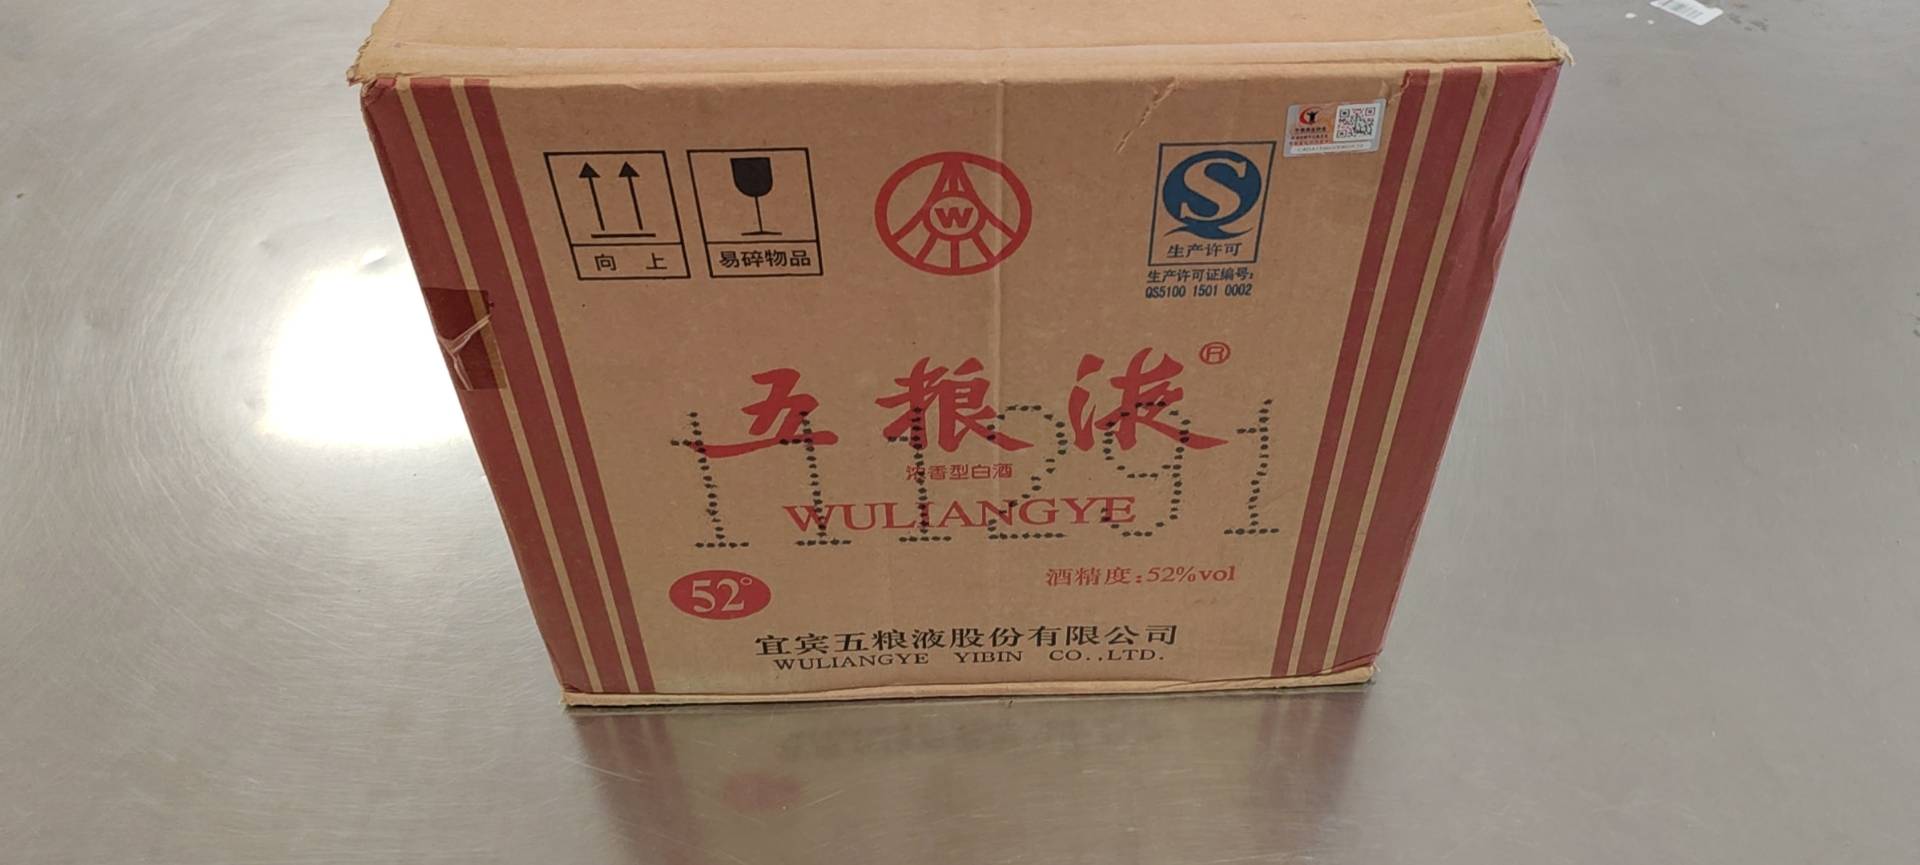 向 上
易碎物品
W
S
生产许可
生产许可证编号:
QS5100 1501 0002
五粮液®
111291
浓香型白酒
WULIANGYE
52°
酒精度:52%vol
宜宾五粮液股份有限公司
WULIANGYE YIBIN CO.,LTD.